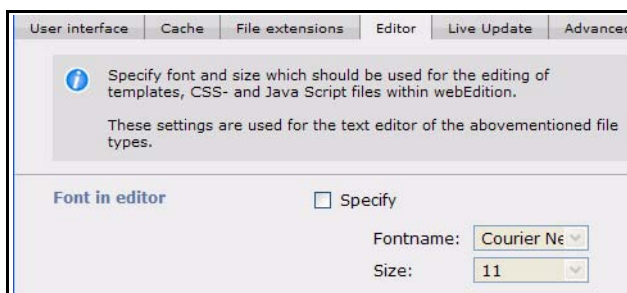 User interface Cache File extensions Editor Live Update Advanced
Specify font and size which should be used for the editing of
templates, CSS- and Java Script files within webEdition.
These settings are used for the text editor of the abovementioned file
types.
Font in editor Specify
Fontname: Courier Ne
Size: 11